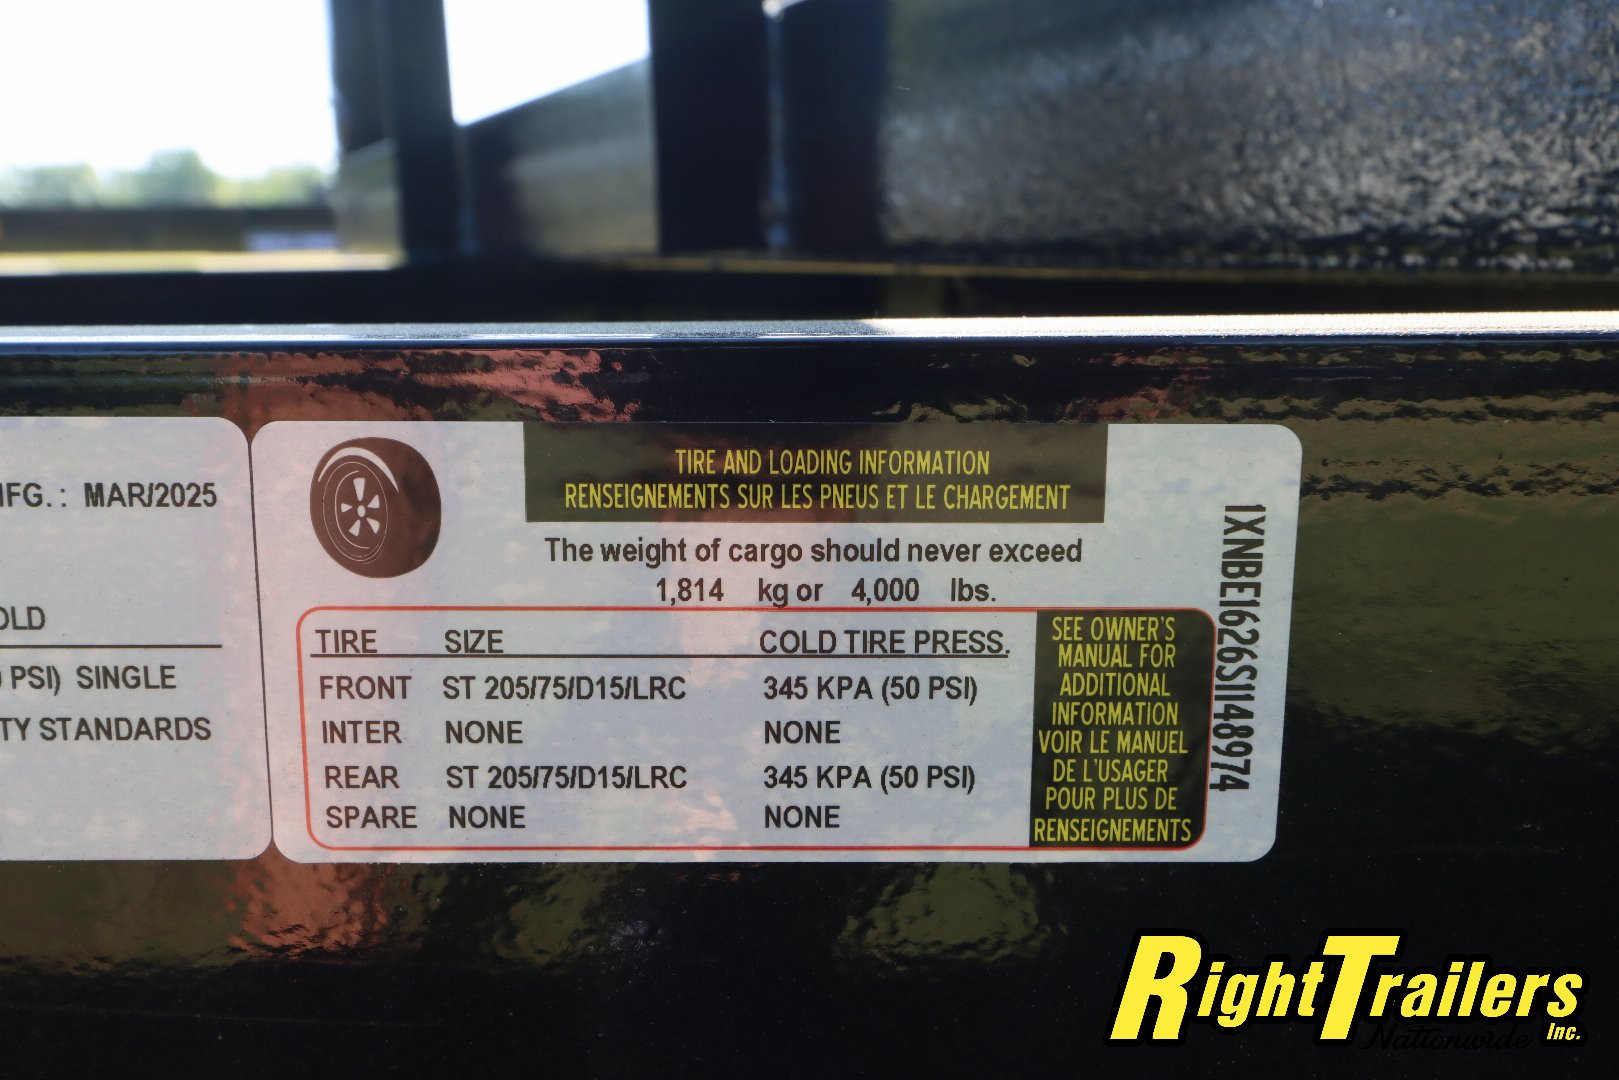 MFG.: MAR/2025
OLD
PSI) SINGLE
TY STANDARDS
TIRE AND LOADING INFORMATION
RENSEIGNEMENTS SUR LES PNEUS ET LE CHARGEMENT
The weight of cargo should never exceed
1,814 kg or 4,000 lbs.
TIRE SIZE COLD TIRE PRESS.
FRONT ST 205/75/D15/LRC 345 KPA (50 PSI)
INTER NONE NONE
REAR ST 205/75/D15/LRC 345 KPA (50 PSI)
SPARE NONE NONE
SEE OWNER'S
MANUAL FOR
ADDITIONAL
INFORMATION
VOIR LE MANUEL
DE L'USAGER
POUR PLUS DE
RENSEIGNEMENTS
1XNBE1626S1148974
RightTrailers
Nationwide Inc.